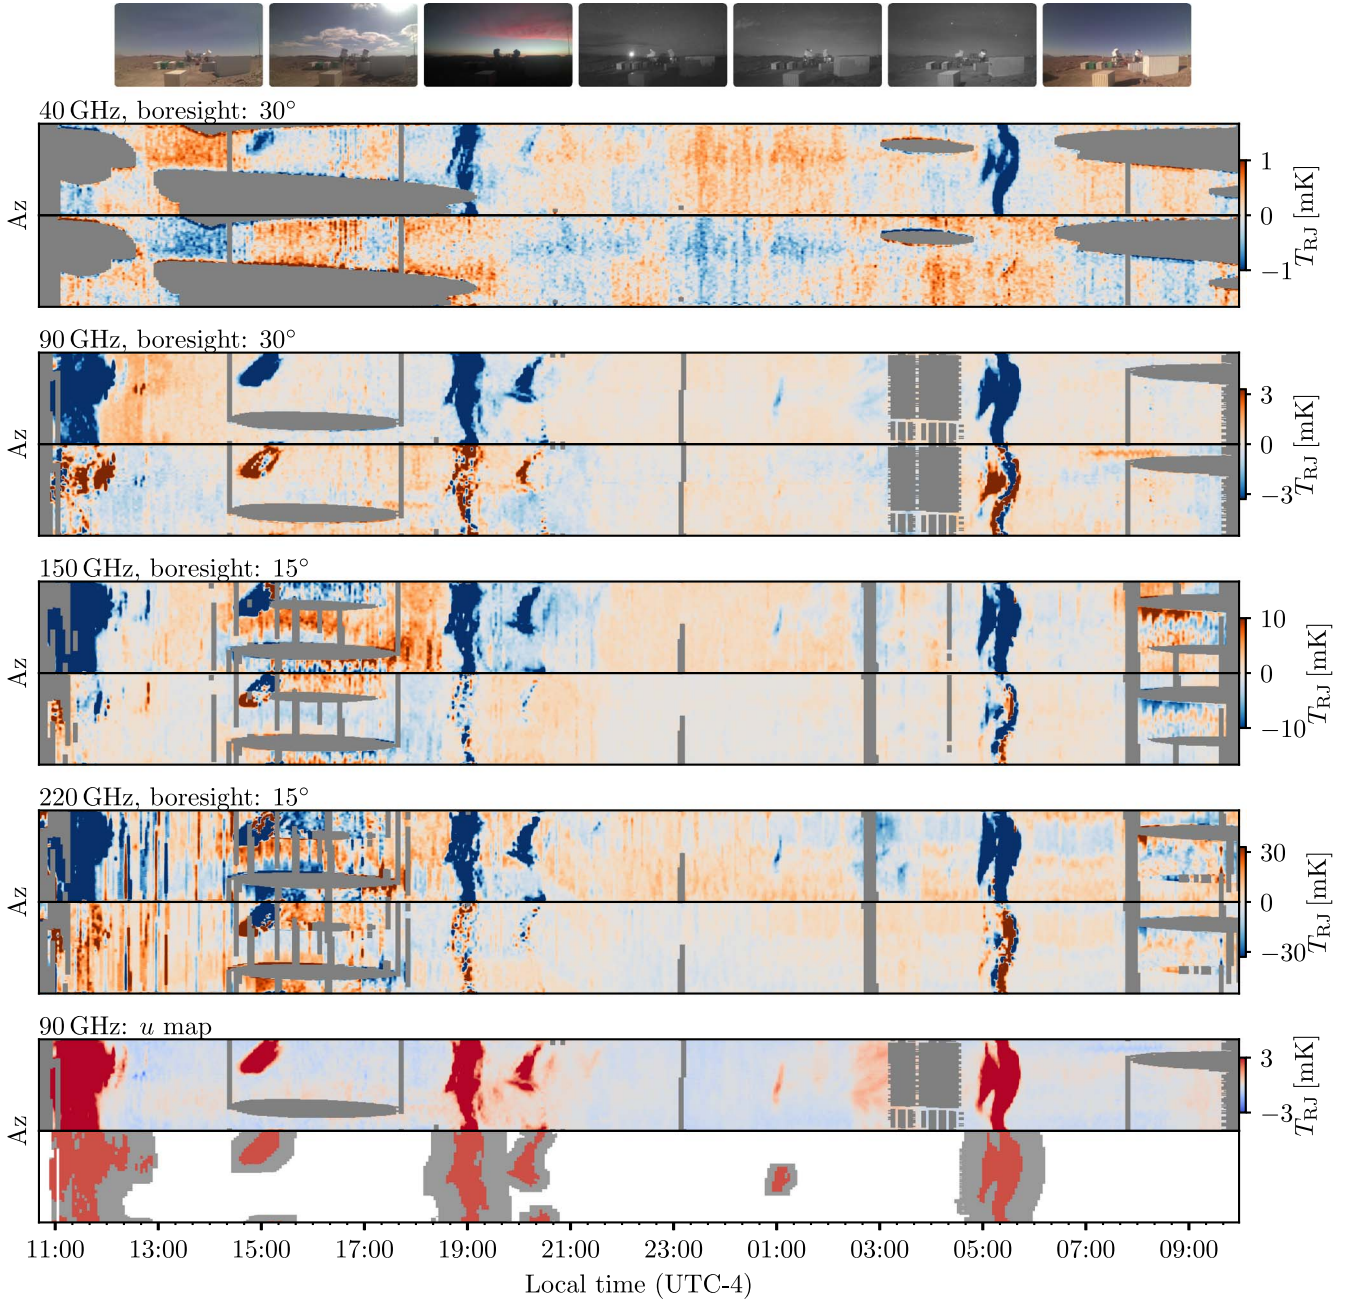 40 GHz, boresight: 30°
Az
1
0
−1
T_RJ [mK]
90 GHz, boresight: 30°
Az
3
0
−3
T_RJ [mK]
150 GHz, boresight: 15°
Az
10
0
−10
T_RJ [mK]
220 GHz, boresight: 15°
Az
30
0
−30
T_RJ [mK]
90 GHz: u map
Az
3
−3
T_RJ [mK]
11:00 13:00 15:00 17:00 19:00 21:00 23:00 01:00 03:00 05:00 07:00 09:00
Local time (UTC-4)